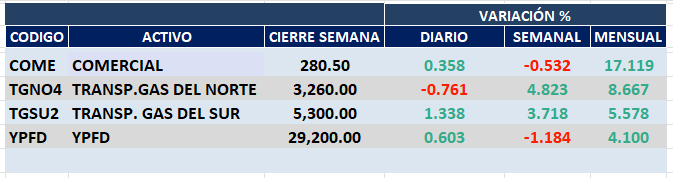 VARIACIÓN %
CODIGO ACTIVO CIERRE SEMANA DIARIO SEMANAL MENSUAL
COME COMERCIAL 280.50 0.358 -0.532 17.119
TGNO4 TRANSP.GAS DEL NORTE 3,260.00 -0.761 4.823 8.667
TGSU2 TRANSP. GAS DEL SUR 5,300.00 1.338 3.718 5.578
YPFD YPFD 29,200.00 0.603 -1.184 4.100